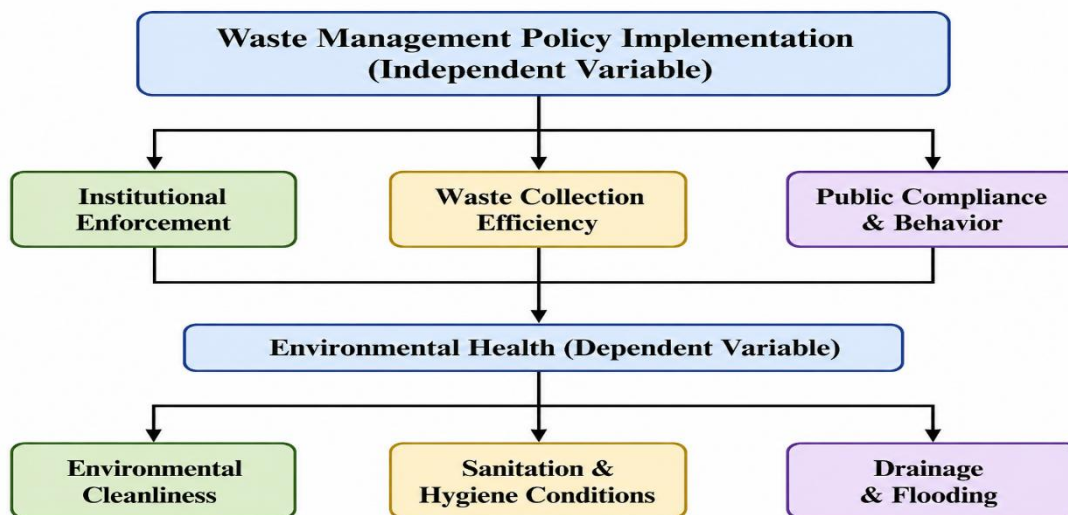 Waste Management Policy Implementation
(Independent Variable)
Institutional
Enforcement
Waste Collection
Efficiency
Public Compliance
& Behavior
Environmental Health (Dependent Variable)
Environmental
Cleanliness
Sanitation &
Hygiene Conditions
Drainage
& Flooding